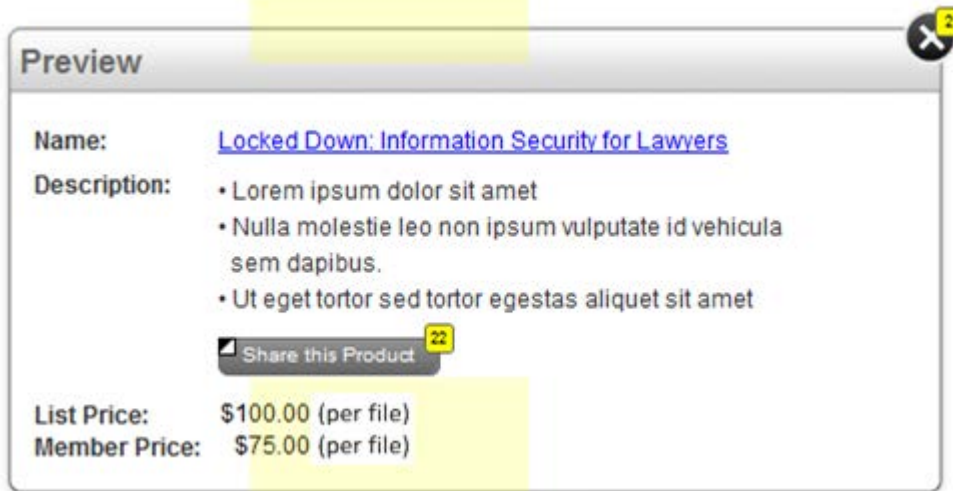 2
Preview
Name: Locked Down: Information Security for Lawyers
Description: • Lorem ipsum dolor sit amet
• Nulla molestie leo non ipsum vulputate id vehicula
sem dapibus.
• Ut eget tortor sed tortor egestas aliquet sit amet
22
Share this Product
List Price: $100.00 (per file)
Member Price: $75.00 (per file)